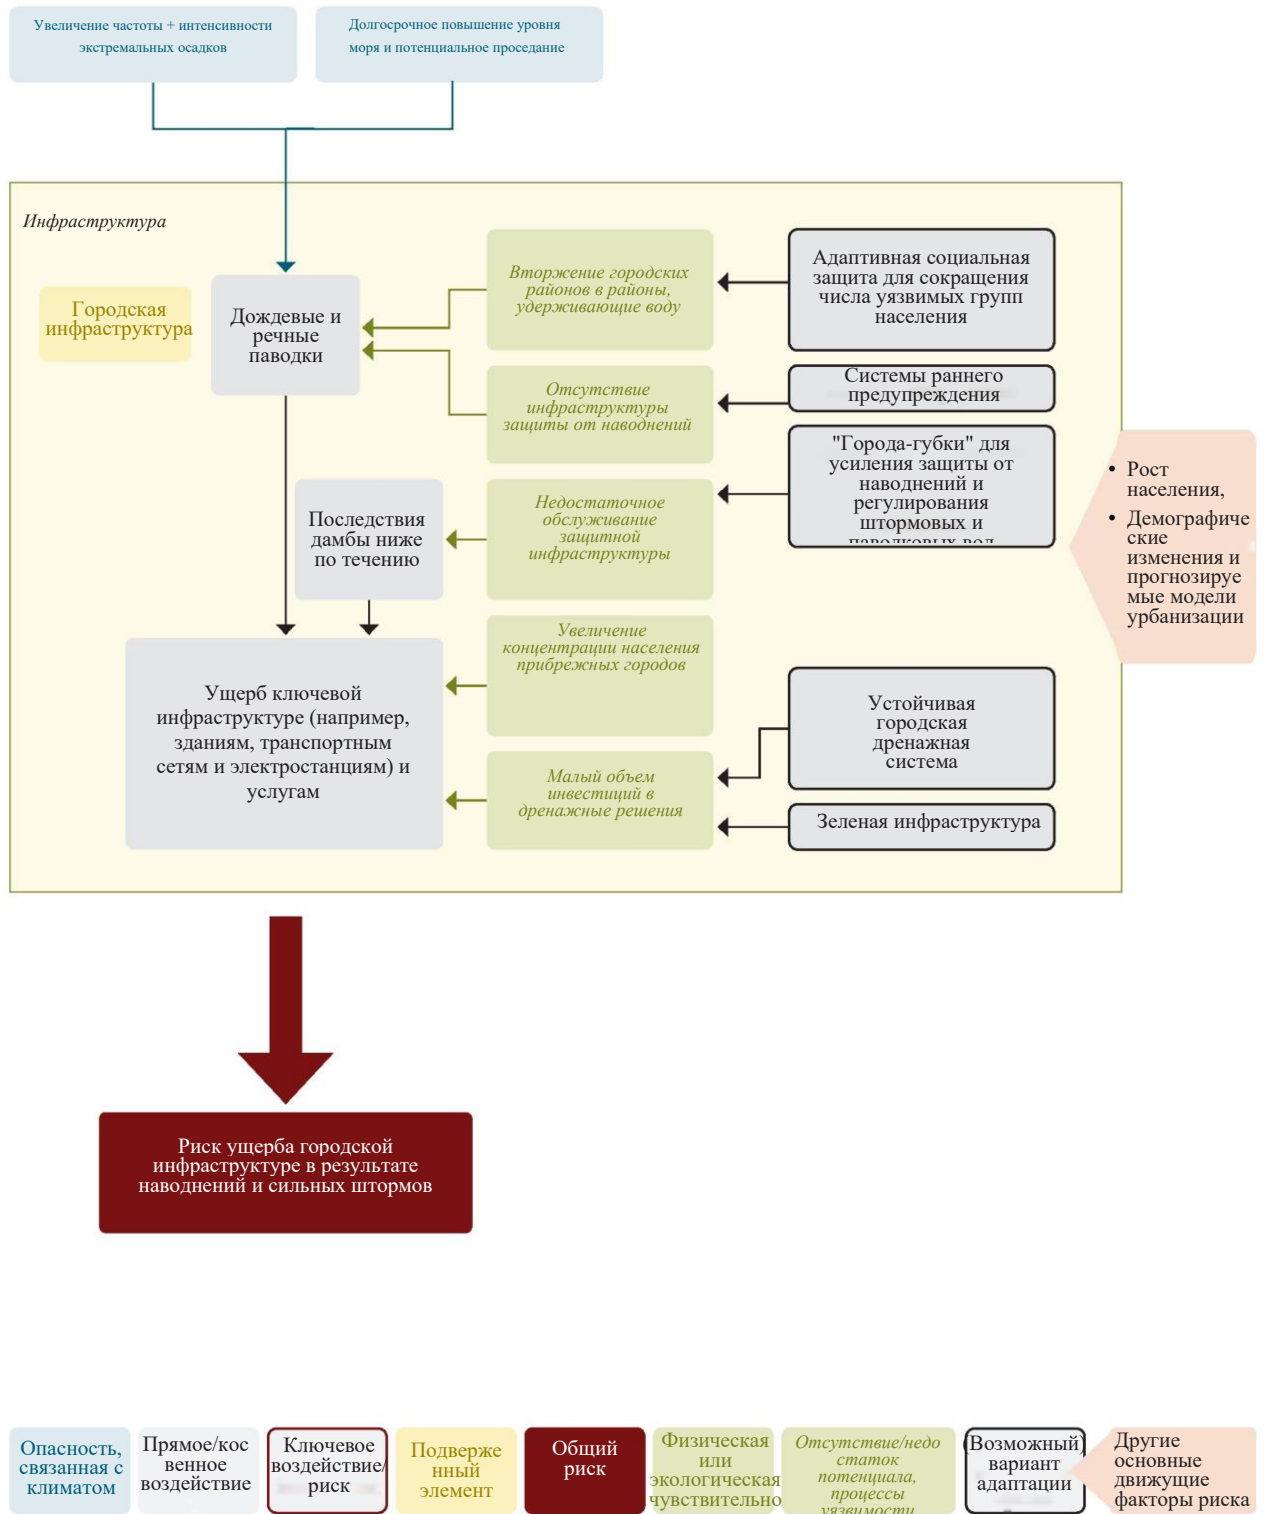 Увеличение частоты + интенсивности
экстремальных осадков
Долгосрочное повышение уровня
моря и потенциальное проседание
Инфраструктура
Городская
инфраструктура
Дождевые и
речные
паводки
Вторжение городских
районов в районы,
удерживающие воду
Адаптивная социальная
защита для сокращения
числа уязвимых групп
населения
Отсутствие
инфраструктуры
защиты от наводнений
Системы раннего
предупреждения
"Города-губки" для
усиления защиты от
наводнений и
регулирования
штормовых и
паводковых вод
• Рост
населения,
• Демографиче
ские
изменения и
прогнозируе
мые модели
урбанизации
Последствия
дамбы ниже
по течению
Недостаточное
обслуживание
защитной
инфраструктуры
Увеличение
концентрации населения
прибрежных городов
Ущерб ключевой
инфраструктуре (например,
зданиям, транспортным
сетям и электростанциям) и
услугам
Устойчивая
городская
дренажная
система
Малый объем
инвестиций в
дренажные решения
Зеленая инфраструктура
Риск ущерба городской
инфраструктуре в результате
наводнений и сильных штормов
Опасность,
связанная с
климатом
Прямое/кос
венное
воздействие
Ключевое
воздействие/
риск
Подверже
нный
элемент
Общий
риск
Физическая
или
экологическая
чувствительно
Отсутствие/недо
статок
потенциала,
процессы
уязвимости
(Возможный)
вариант
адаптации
Другие
основные
движущие
факторы риска